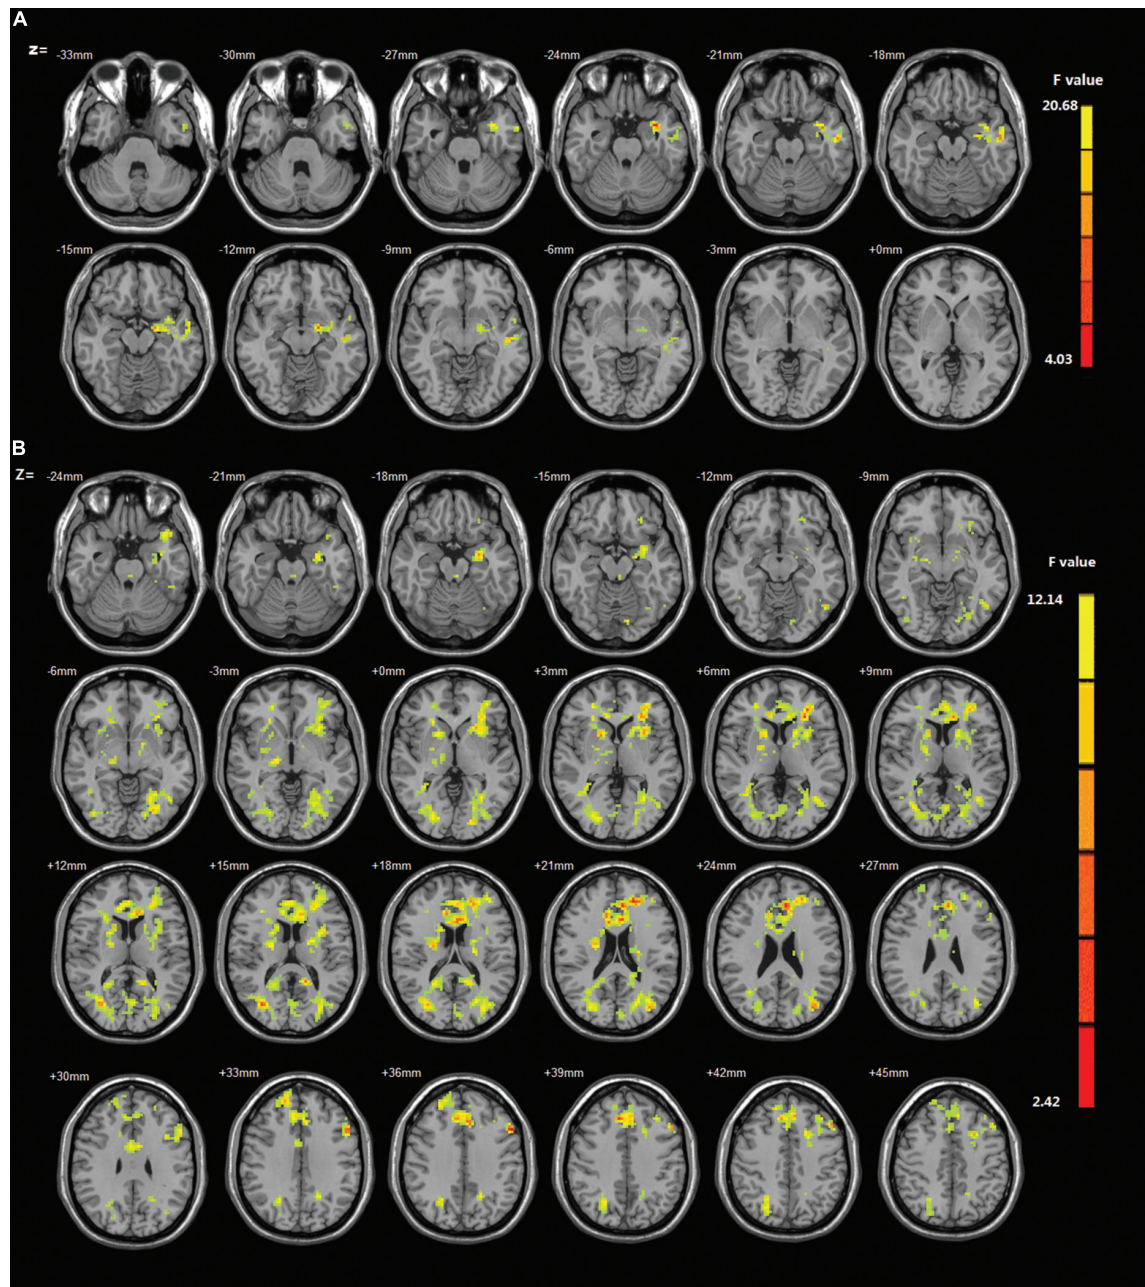 A
z= -33mm -30mm -27mm -24mm -21mm -18mm
F value
20.68
-15mm -12mm -9mm -6mm -3mm +0mm
4.03
B
Z= -24mm -21mm -18mm -15mm -12mm -9mm
F value
12.14
-6mm -3mm +0mm +3mm +6mm +9mm
+12mm +15mm +18mm +21mm +24mm +27mm
+30mm +33mm +36mm +39mm +42mm +45mm
2.42